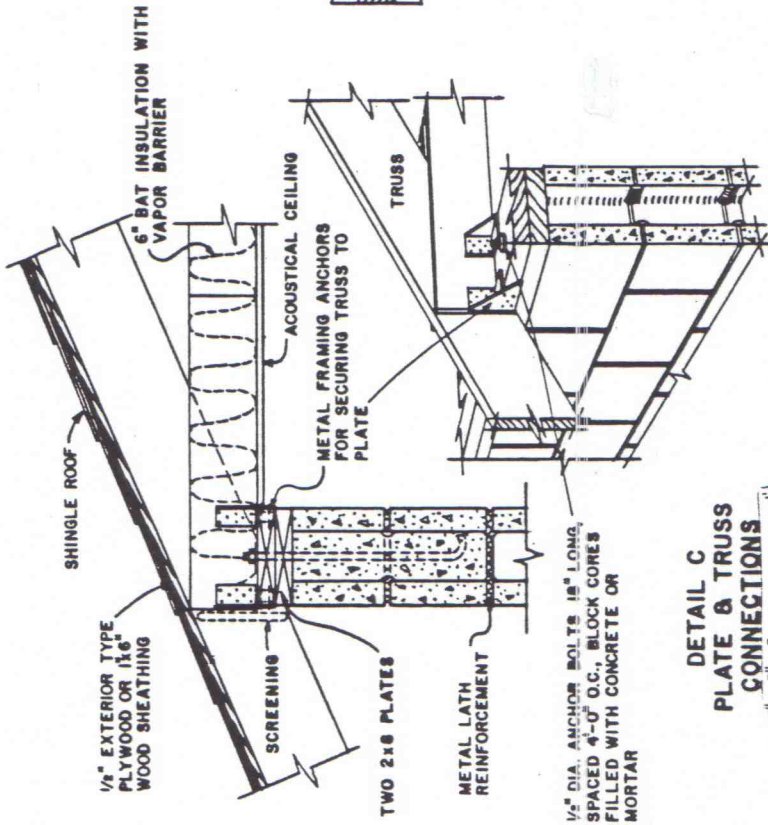 SHINGLE ROOF
1/2" EXTERIOR TYPE
PLYWOOD OR 1x6"
WOOD SHEATHING
6" BAT INSULATION WITH
VAPOR BARRIER
SCREENING
ACOUSTICAL CEILING
METAL FRAMING ANCHORS
FOR SECURING TRUSS TO
PLATE
TWO 2x6 PLATES
METAL LATH
REINFORCEMENT
TRUSS
1/2" DIA. ANCHOR BOLTS 18" LONG,
SPACED 4'-0" O.C., BLOCK CORES
FILLED WITH CONCRETE OR
MORTAR
DETAIL C
PLATE & TRUSS
CONNECTIONS